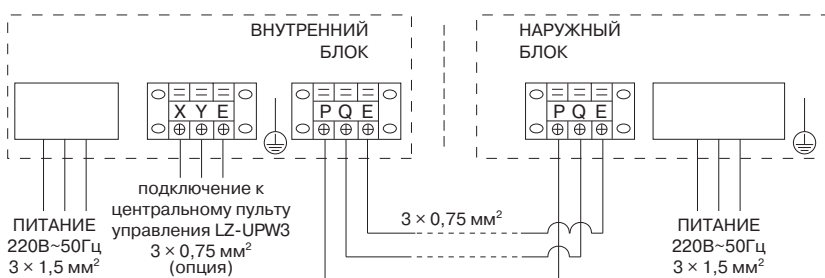 ВНУТРЕННИЙ
БЛОК
НАРУЖНЫЙ
БЛОК
X Y E
P Q E
P Q E
подключение к
центральному пульту
управления LZ-UPW3
3 × 0,75 мм²
(опция)
ПИТАНИЕ
220В~50Гц
3 × 1,5 мм²
3 × 0,75 мм²
ПИТАНИЕ
220В~50Гц
3 × 1,5 мм²